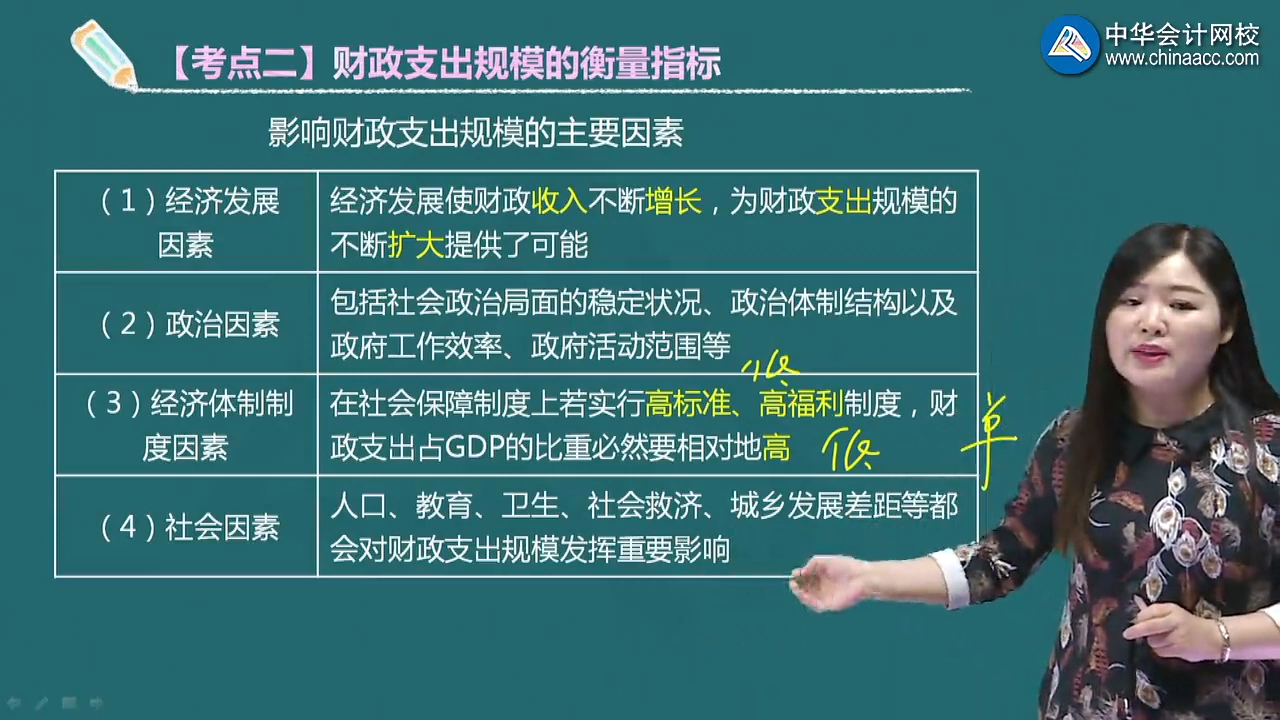 【考点二】财政支出规模的衡量指标
中华会计网校
www.chinaacc.com
影响财政支出规模的主要因素
（1）经济发展
因素
经济发展使财政收入不断增长，为财政支出规模的
不断扩大提供了可能
（2）政治因素
包括社会政治局面的稳定状况、政治体制结构以及
政府工作效率、政府活动范围等
低
（3）经济体制制
度因素
在社会保障制度上若实行高标准、高福利制度，财
政支出占GDP的比重必然要相对地高
低
单
（4）社会因素
人口、教育、卫生、社会救济、城乡发展差距等都
会对财政支出规模发挥重要影响